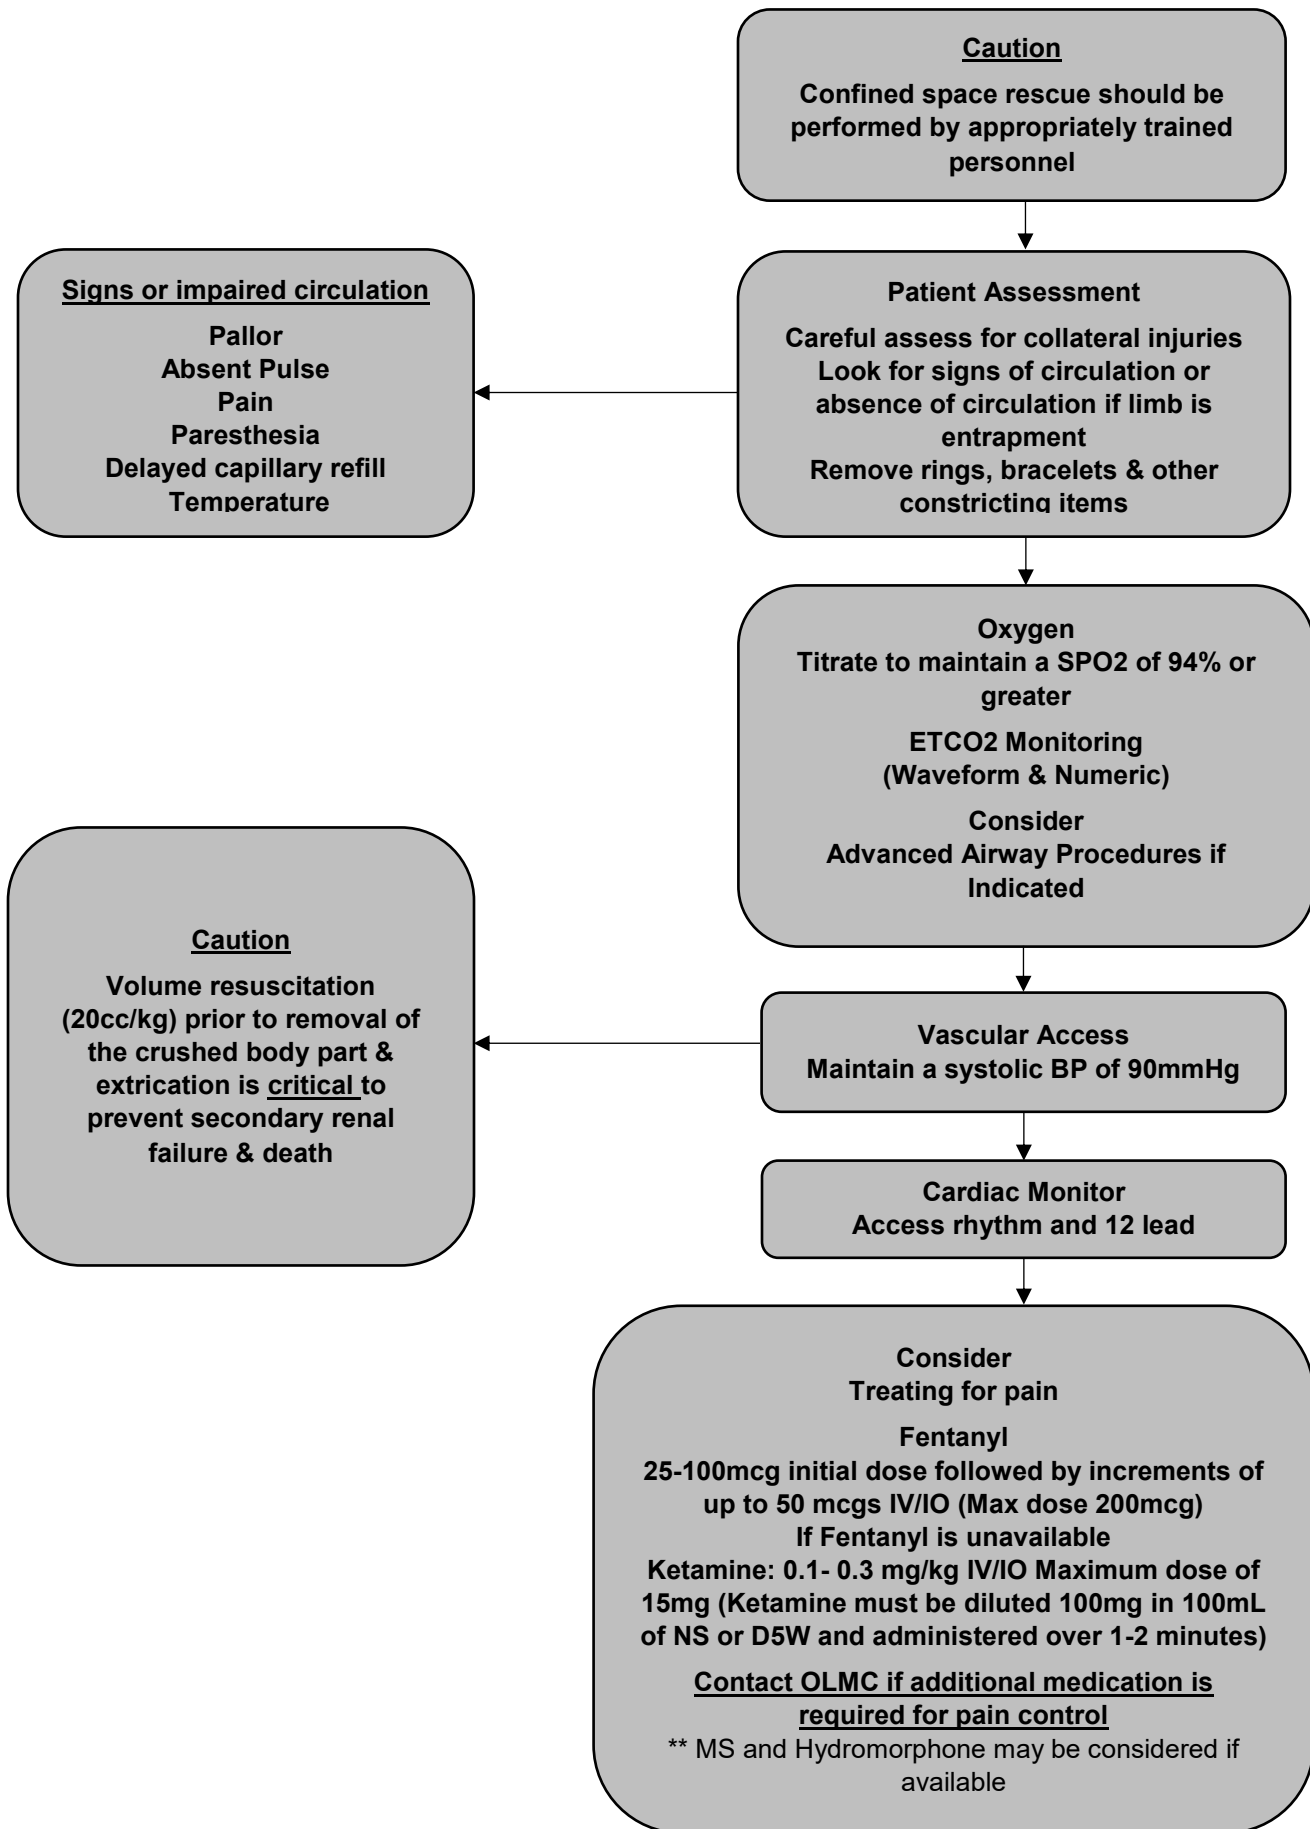 Caution
Confined space rescue should be
performed by appropriately trained
personnel
Signs or impaired circulation
Pallor
Absent Pulse
Pain
Paresthesia
Delayed capillary refill
Temperature
Patient Assessment
Careful assess for collateral injuries
Look for signs of circulation or
absence of circulation if limb is
entrapment
Remove rings, bracelets & other
constricting items
Oxygen
Titrate to maintain a SPO2 of 94% or
greater
ETCO2 Monitoring
(Waveform & Numeric)
Consider
Advanced Airway Procedures if
Indicated
Caution
Volume resuscitation
(20cc/kg) prior to removal of
the crushed body part &
extrication is critical to
prevent secondary renal
failure & death
Vascular Access
Maintain a systolic BP of 90mmHg
Cardiac Monitor
Access rhythm and 12 lead
Consider
Treating for pain
Fentanyl
25-100mcg initial dose followed by increments of
up to 50 mcgs IV/IO (Max dose 200mcg)
If Fentanyl is unavailable
Ketamine: 0.1- 0.3 mg/kg IV/IO Maximum dose of
15mg (Ketamine must be diluted 100mg in 100mL
of NS or D5W and administered over 1-2 minutes)
Contact OLMC if additional medication is
required for pain control
** MS and Hydromorphone may be considered if
available